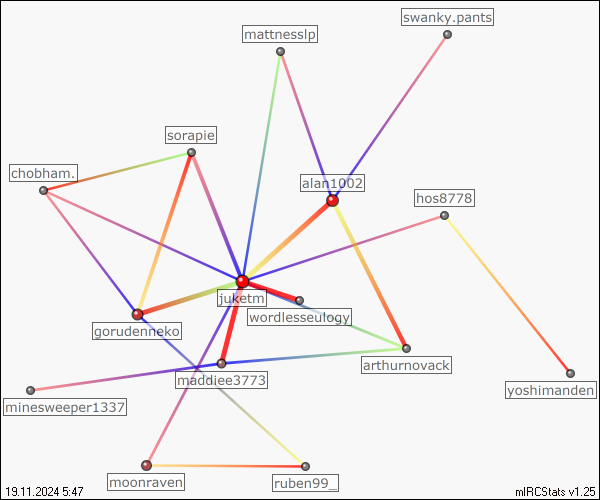 swanky.pants
mattnesslp
sorapie
chobham.
alan1002
hos8778
juketm
wordlesseulogy
gorudenneko
arthurnovack
maddiee3773
yoshimanden
minesweeper1337
moonraven
ruben99_
19.11.2024 5:47
mIRCStats v1.25